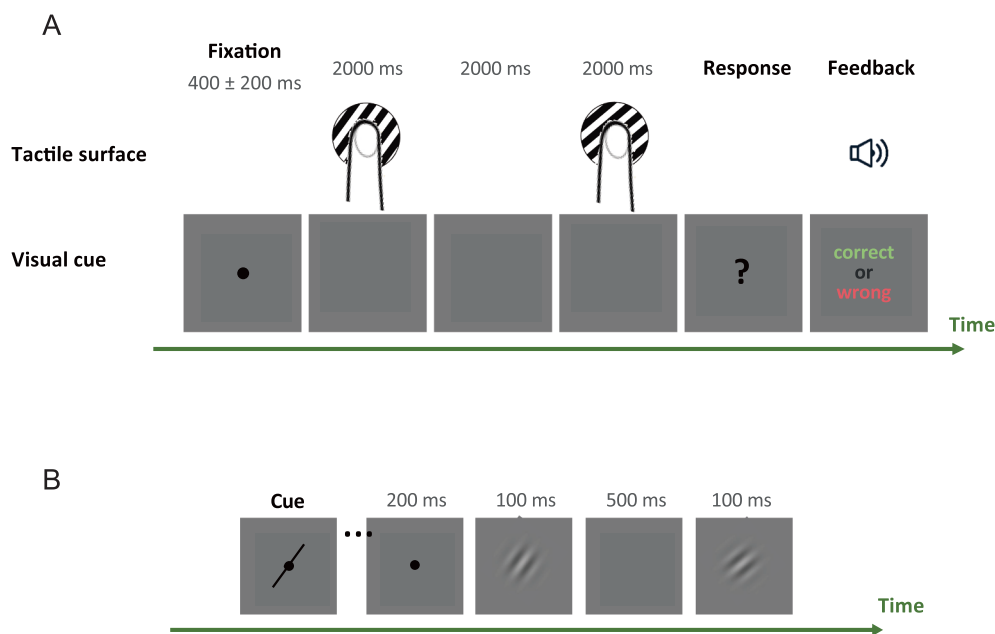 A
Fixation
400 ± 200 ms
2000 ms
2000 ms
2000 ms
Response
Feedback
Tactile surface
Visual cue
?
correct
or
wrong
Time
B
Cue
200 ms
100 ms
500 ms
100 ms
Time